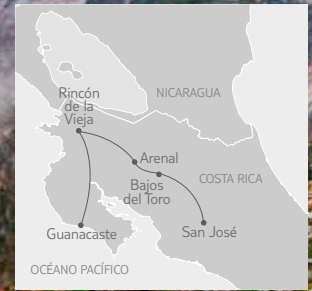 NICARAGUA
Rincón
de la
Vieja
Arenal
Bajos
del Toro
COSTA RICA
Guanacaste
San José
OCÉANO PACÍFICO